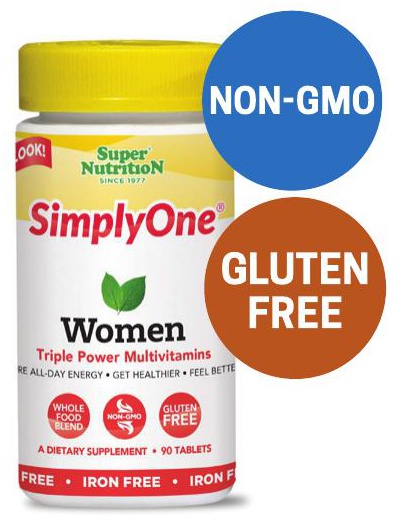 NON-GMO
GLUTEN
FREE
LOOK!
Super
Nutrition
SINCE 1977
SimplyOne®
Women
Triple Power Multivitamins
RE ALL-DAY ENERGY • GET HEALTHIER • FEEL BETTE
WHOLE
FOOD
BLEND
NON-GMO
GLUTEN
FREE
A DIETARY SUPPLEMENT • 90 TABLETS
FREE • IRON FREE • IRON F